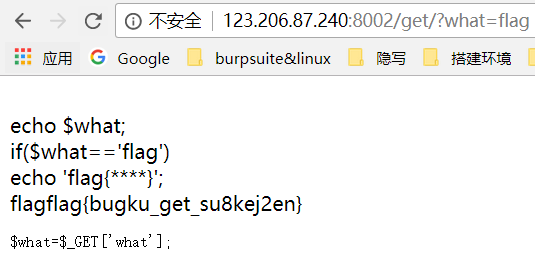 不安全 | 123.206.87.240:8002/get/?what=flag
应用 Google burpsuite&linux 隐写 搭建环境
echo $what;
if($what=='flag')
echo 'flag{****}';
flagflag{bugku_get_su8kej2en}
$what=$_GET['what'];